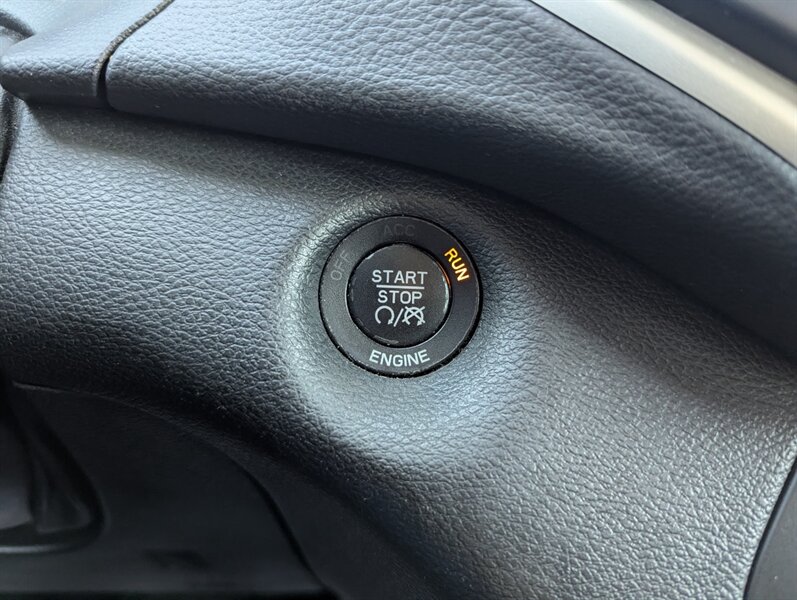 ACC
OFF
RUN
START
STOP
ENGINE